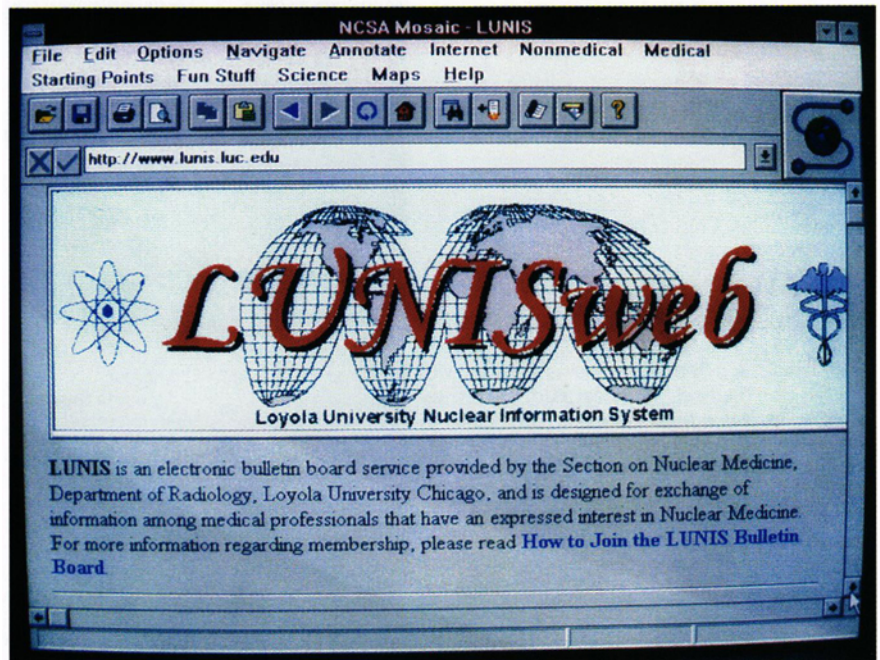 NCSA Mosaic - LUNIS
File Edit Options Navigate Annotate Internet Nonmedical Medical
Starting Points Fun Stuff Science Maps Help
http://www.lunis.luc.edu
LUNISweb
Loyola University Nuclear Information System
LUNIS is an electronic bulletin board service provided by the Section on Nuclear Medicine,
Department of Radiology, Loyola University Chicago, and is designed for exchange of
information among medical professionals that have an expressed interest in Nuclear Medicine.
For more information regarding membership, please read How to Join the LUNIS Bulletin
Board.